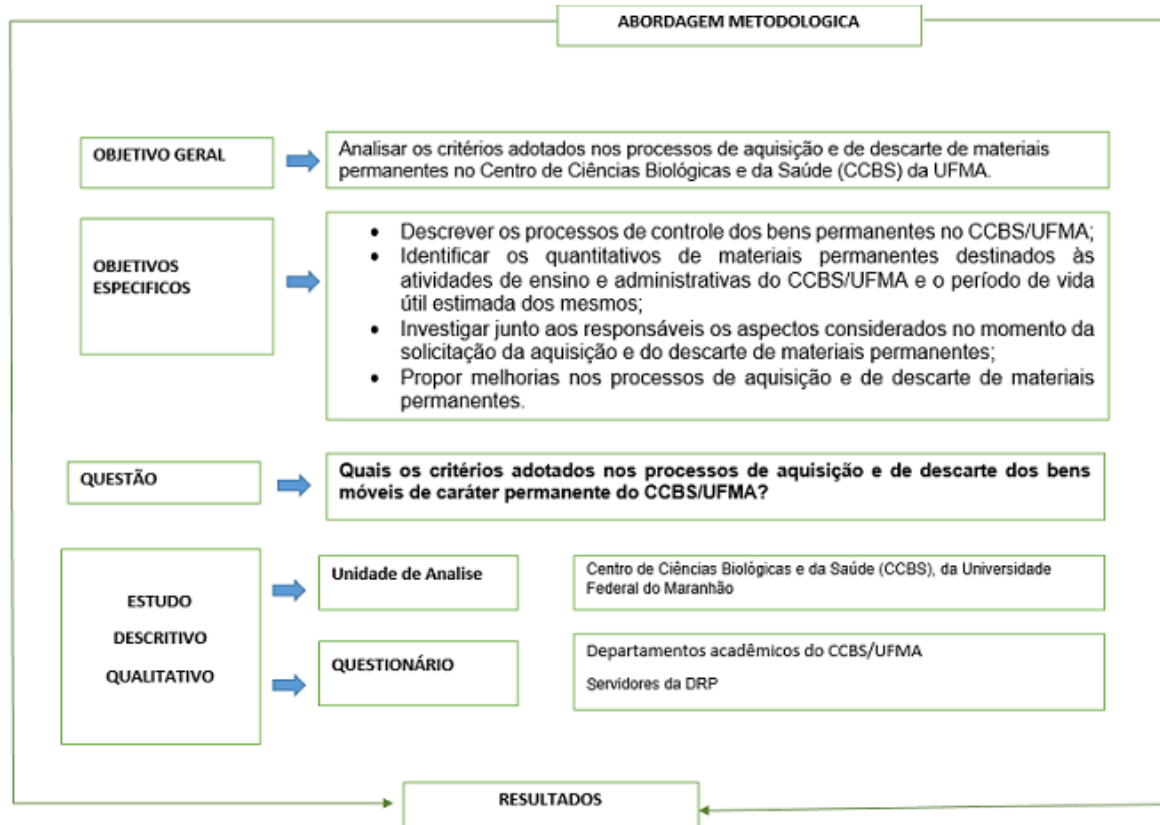 ABORDAGEM METODOLOGICA
OBJETIVO GERAL
Analisar os critérios adotados nos processos de aquisição e de descarte de materiais
permanentes no Centro de Ciências Biológicas e da Saúde (CCBS) da UFMA.
OBJETIVOS
ESPECIFICOS
• Descrever os processos de controle dos bens permanentes no CCBS/UFMA;
• Identificar os quantitativos de materiais permanentes destinados às
atividades de ensino e administrativas do CCBS/UFMA e o período de vida
útil estimada dos mesmos;
• Investigar junto aos responsáveis os aspectos considerados no momento da
solicitação da aquisição e do descarte de materiais permanentes;
• Propor melhorias nos processos de aquisição e de descarte de materiais
permanentes.
QUESTÃO
Quais os critérios adotados nos processos de aquisição e de descarte dos bens
móveis de caráter permanente do CCBS/UFMA?
ESTUDO
DESCRITIVO
QUALITATIVO
Unidade de Analise
Centro de Ciências Biológicas e da Saúde (CCBS), da Universidade
Federal do Maranhão
QUESTIONÁRIO
Departamentos acadêmicos do CCBS/UFMA
Servidores da DRP
RESULTADOS